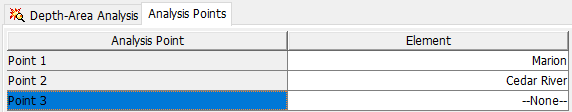 Depth-Area Analysis Analysis Points
Analysis Point Element
Point 1 Marion
Point 2 Cedar River
Point 3 --None--